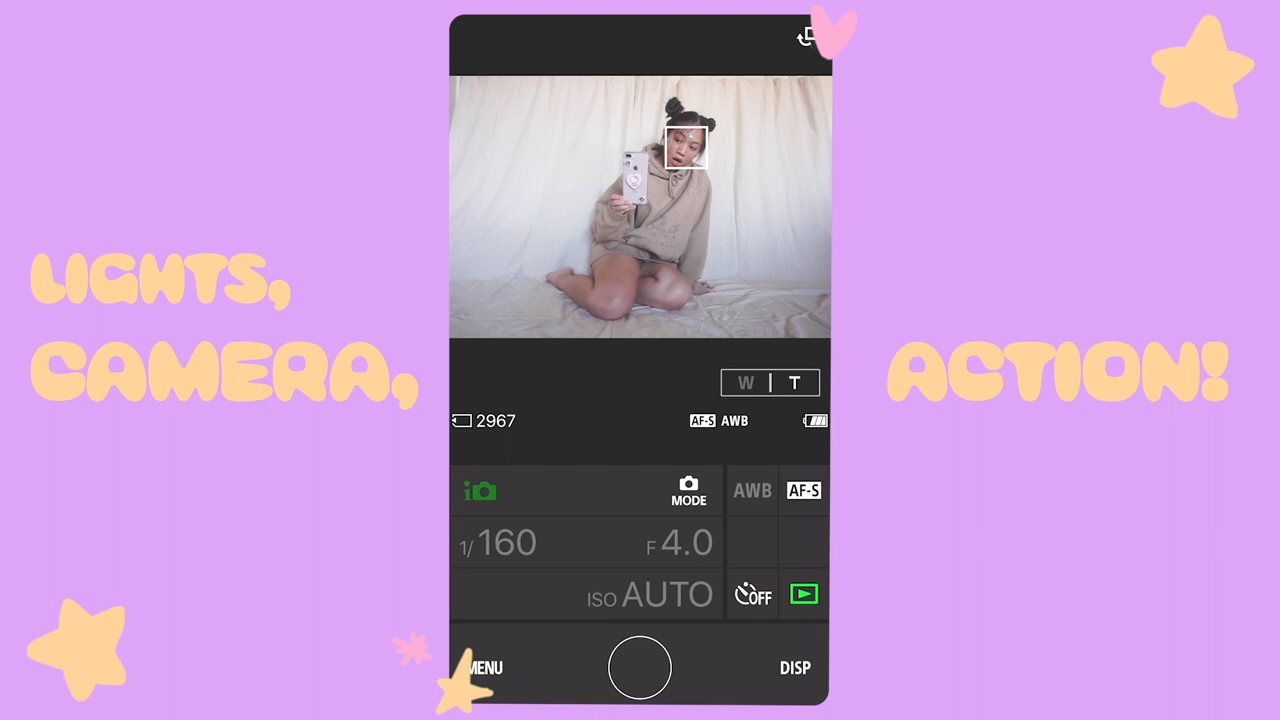 LIGHTS,
CAMERA,
ACTION!
W | T
2967
AF-S AWB
i
MODE
AWB
AF-S
1/160
F4.0
ISO AUTO
OFF
MENU
DISP